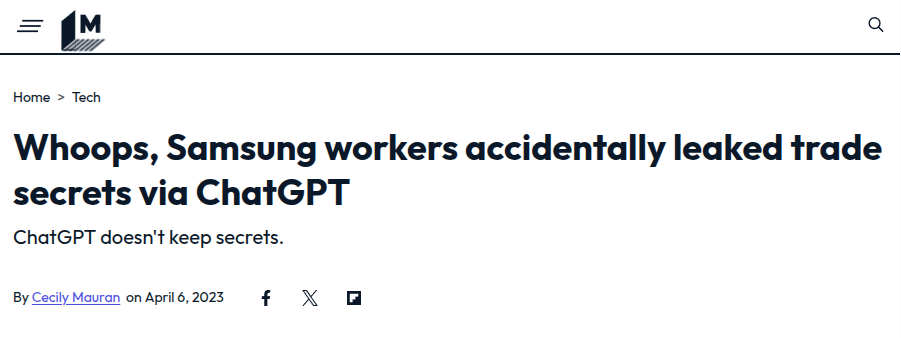 M
Home > Tech
Whoops, Samsung workers accidentally leaked trade
secrets via ChatGPT
ChatGPT doesn't keep secrets.
By Cecily Mauran on April 6, 2023